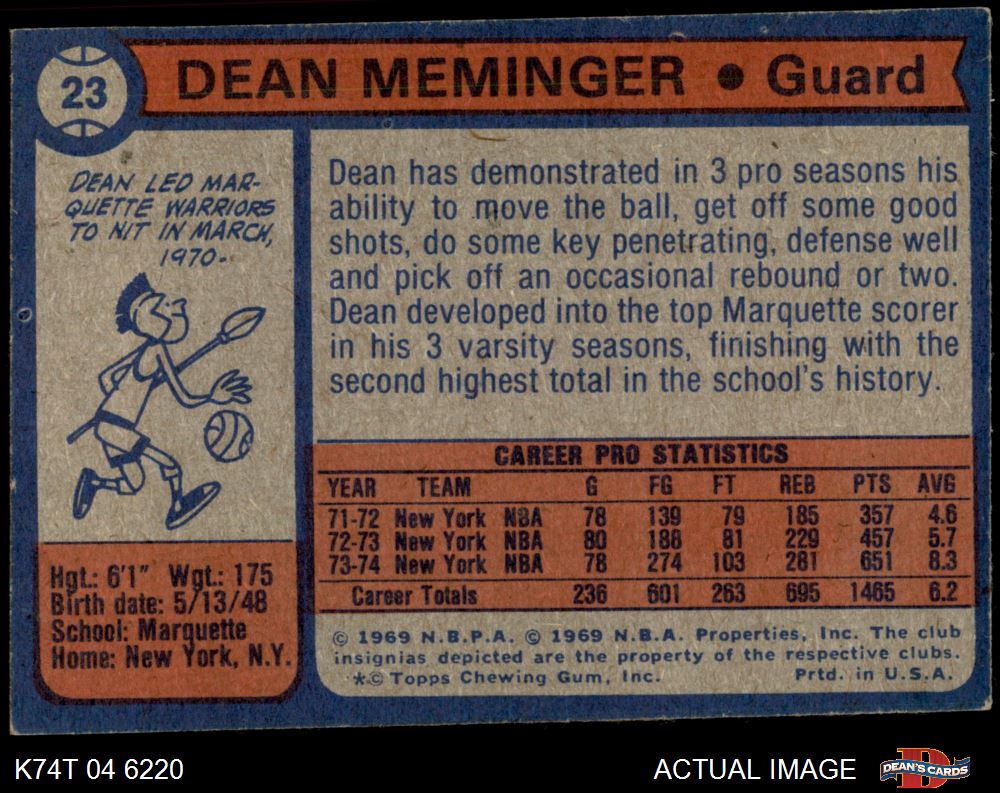 23
DEAN MEMINGER ● Guard
DEAN LED MAR-
QUETTE WARRIORS
TO NIT IN MARCH,
1970.
Dean has demonstrated in 3 pro seasons his
ability to move the ball, get off some good
shots, do some key penetrating, defense well
and pick off an occasional rebound or two.
Dean developed into the top Marquette scorer
in his 3 varsity seasons, finishing with the
second highest total in the school's history.
CAREER PRO STATISTICS
YEAR TEAM G FG FT REB PTS AVG
71-72 New York NBA 78 139 79 185 357 4.6
72-73 New York NBA 80 188 81 229 457 5.7
73-74 New York NBA 78 274 103 281 651 8.3
Career Totals 236 601 263 695 1465 6.2
Hgt.: 6'1" Wgt.: 175
Birth date: 5/13/48
School: Marquette
Home: New York, N.Y.
© 1969 N.B.P.A. © 1969 N.B.A. Properties, Inc. The club
insignias depicted are the property of the respective clubs.
*© Topps Chewing Gum, Inc. Prtd. in U.S.A.
K74T 04 6220
ACTUAL IMAGE
DEAN'S CARDS